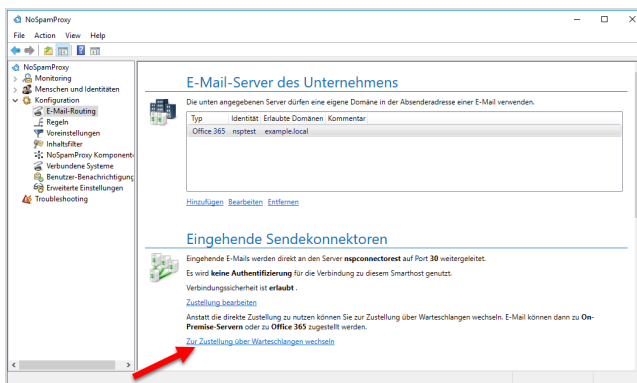 NoSpamProxy
File Action View Help
NoSpamProxy
Monitoring
Menschen und Identitäten
Konfiguration
E-Mail-Routing
Regeln
Voreinstellungen
Inhaltsfilter
NoSpamProxy Komponent
Verbundene Systeme
Benutzer-Benachrichtigung
Erweiterte Einstellungen
Troubleshooting
E-Mail-Server des Unternehmens
Die unten angegebenen Server dürfen eine eigene Domäne in der Absenderadresse einer E-Mail verwenden.
Typ Identität Erlaubte Domänen Kommentar
Office 365 nsptest example.local
Hinzufügen Bearbeiten Entfernen
Eingehende Sendekonnektoren
Eingehende E-Mails werden direkt an den Server nspconnectorest auf Port 30 weitergeleitet.
Es wird keine Authentifizierung für die Verbindung zu diesem Smarthost genutzt.
Verbindungssicherheit ist erlaubt .
Zustellung bearbeiten
Anstatt die direkte Zustellung zu nutzen können Sie zur Zustellung über Warteschlangen wechseln. E-Mail können dann zu On-
Premise-Servern oder zu Office 365 zugestellt werden.
Zur Zustellung über Warteschlangen wechseln